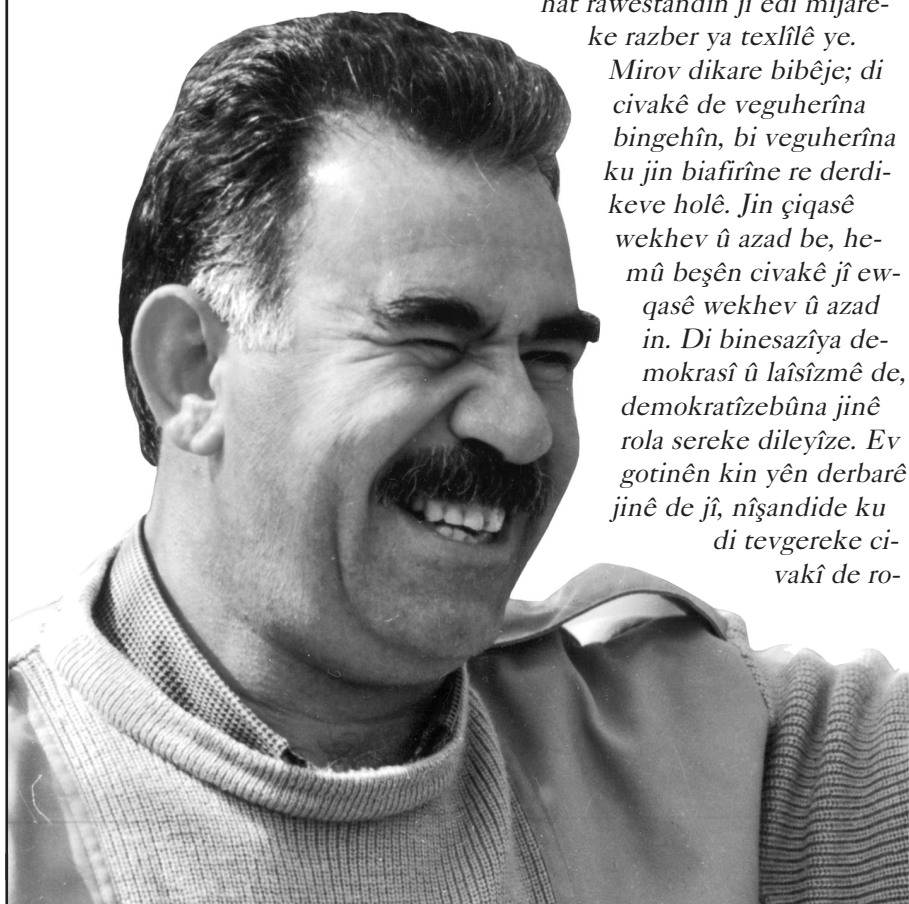 hat rawestandin jî êdî mijare-
ke razber ya texlîlê ye.
Mirov dikare bibêje; di
civakê de veguherîna
bingehîn, bi veguherîna
ku jin biafirîne re derdi-
keve holê. Jin çiqasê
wekhev û azad be, he-
mû beşên civakê jî ew-
qasê wekhev û azad
in. Di binesazîya de-
mokrasî û laîsîzmê de,
demokratîzebûna jinê
rola sereke dileyîze. Ev
gotinên kin yên derbarê
jinê de jî, nîşandide ku
di tevgereke ci-
vakî de ro-